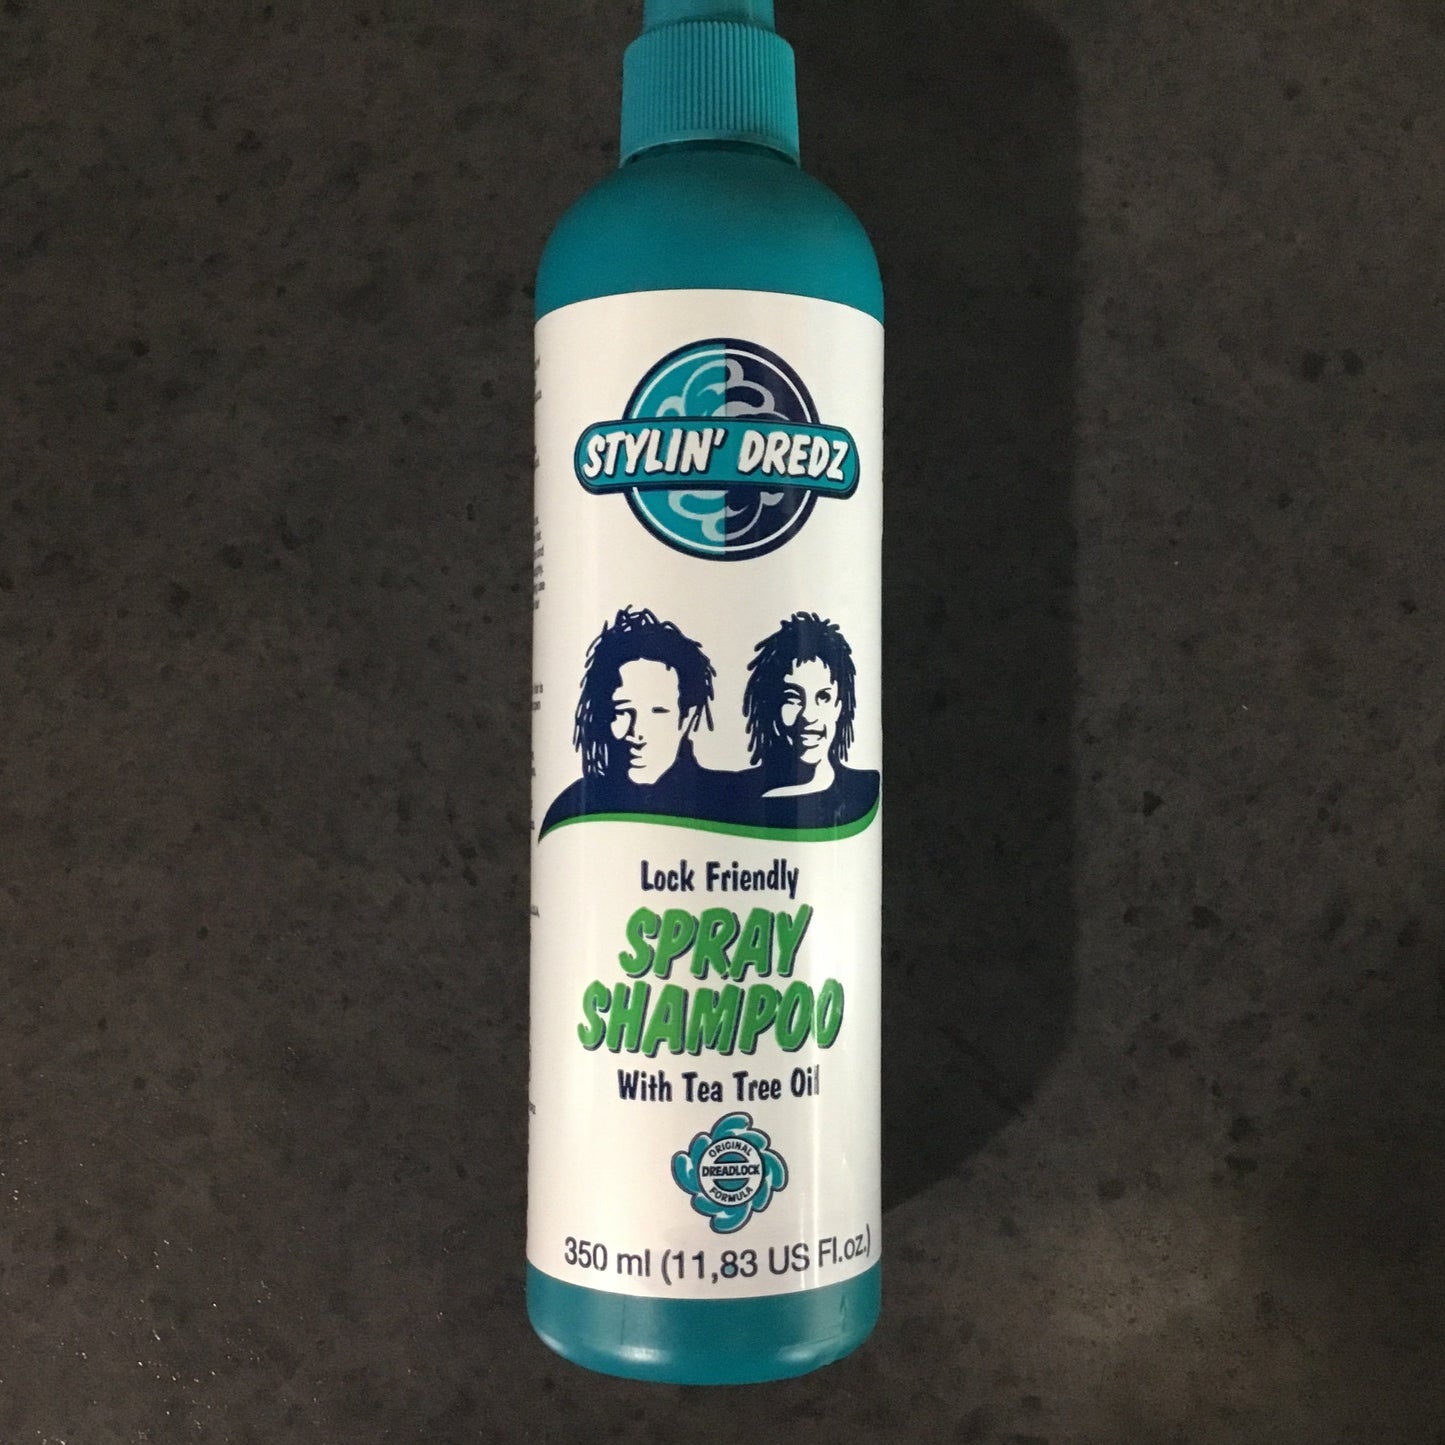 STYLIN' DREDZ
Lock Friendly
SPRAY
SHAMPOO
With Tea Tree Oil
ORIGINAL
DREADLOCK
FORMULA
350 ml (11,83 US Fl.oz.)